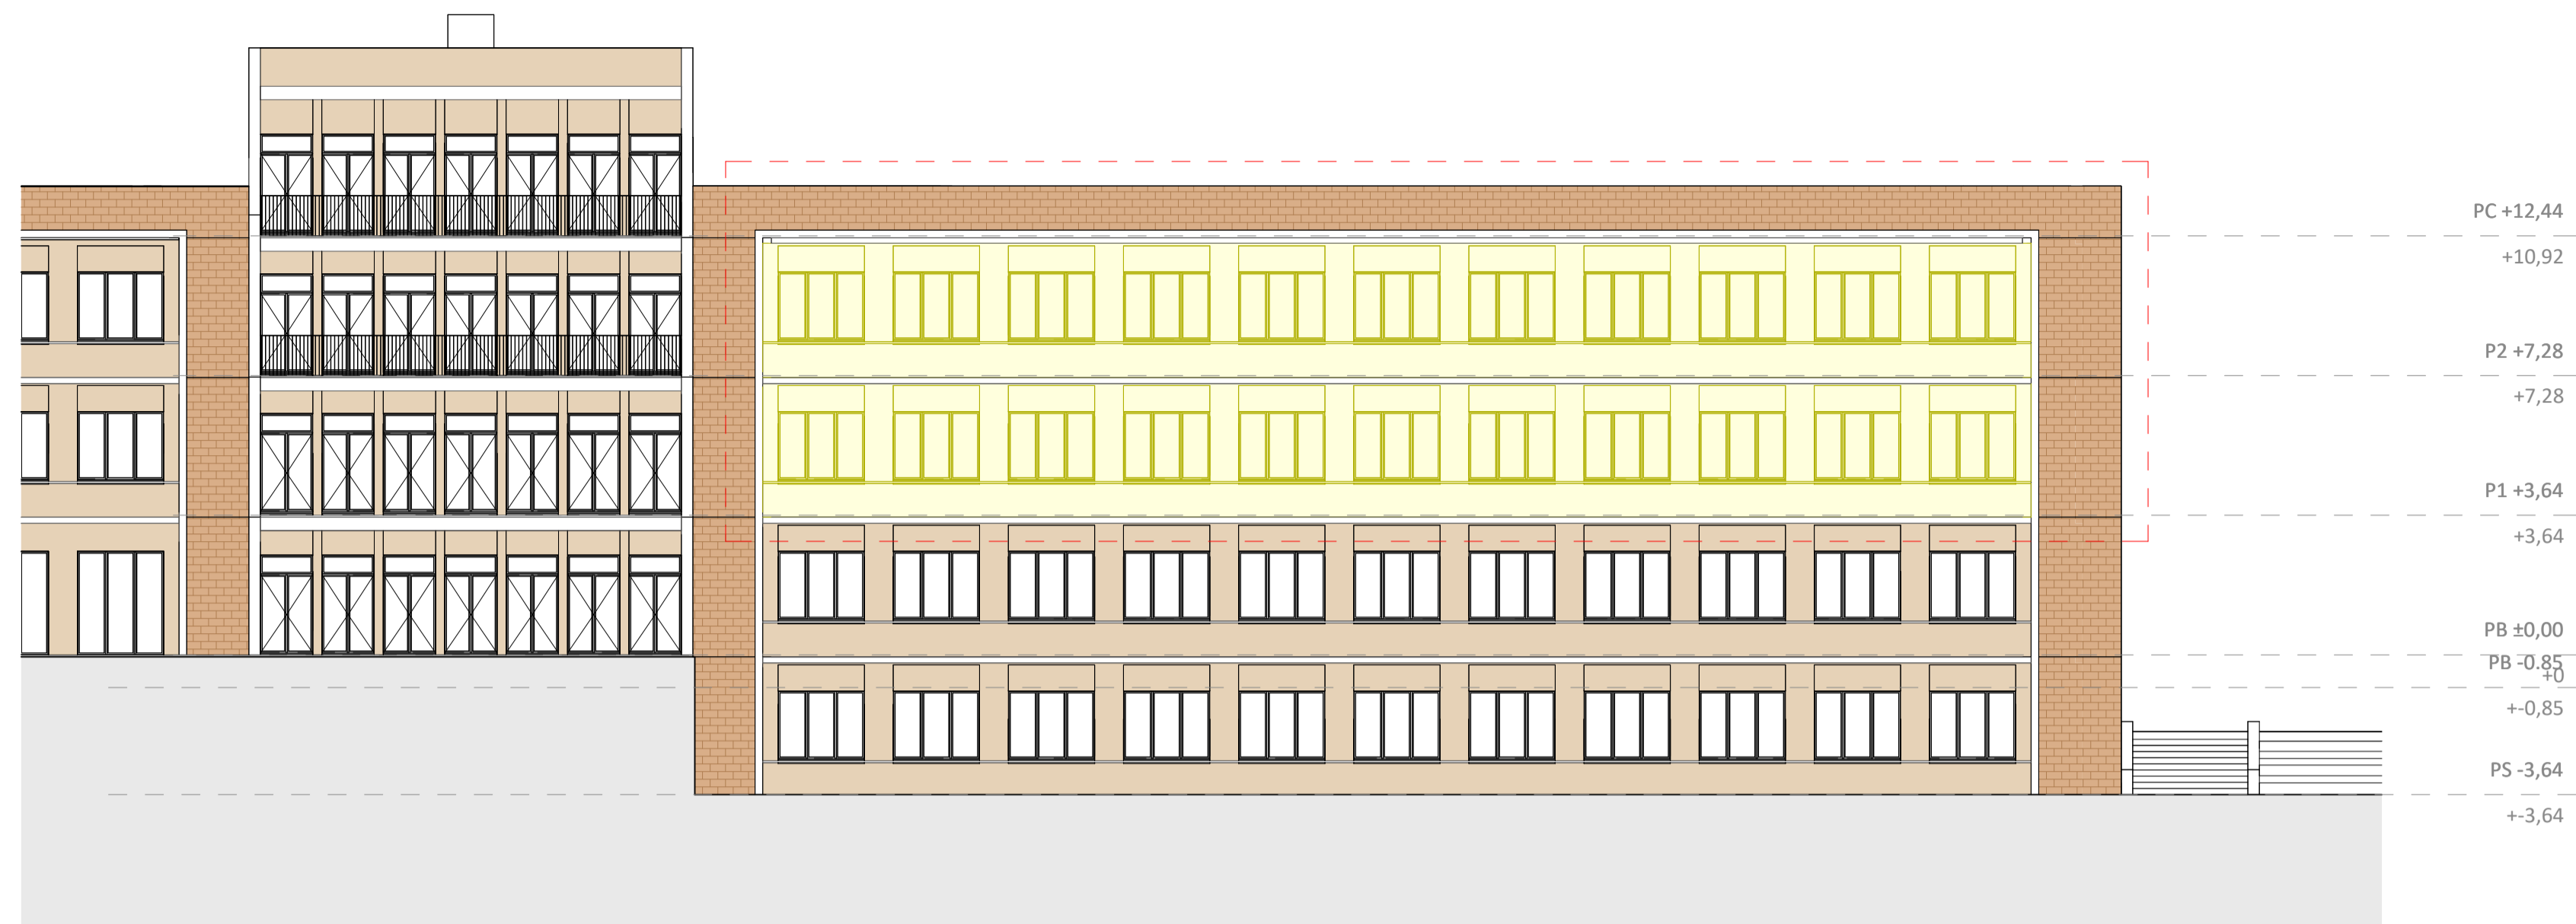 PC +12,44
+10,92
P2 +7,28
+7,28
P1 +3,64
+3,64
PB ±0,00
PB -0.85
+0
+-0,85
PS -3,64
+-3,64